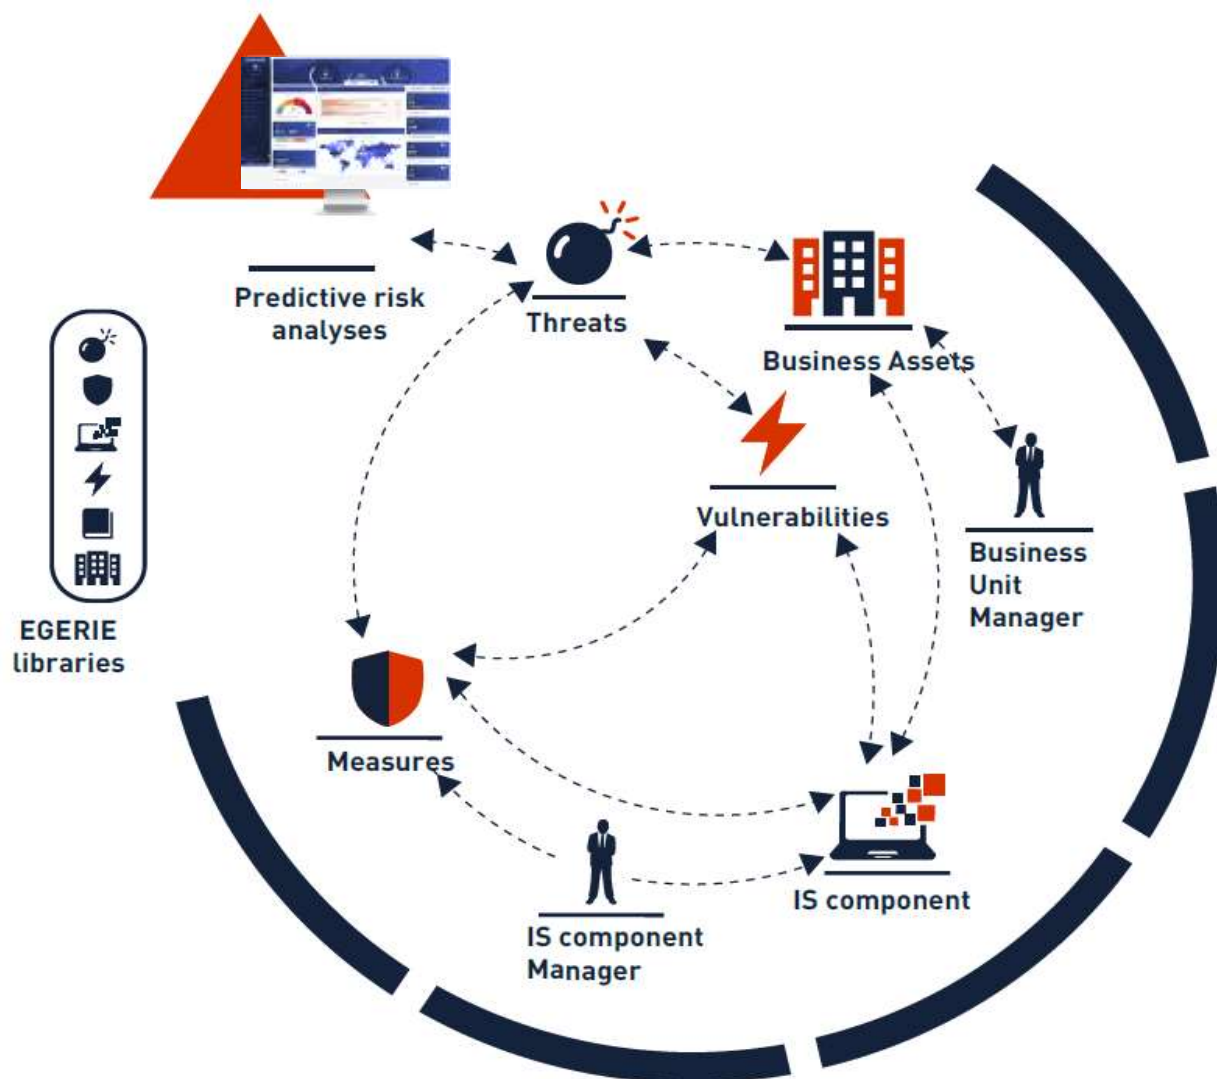 Predictive risk
analyses
Threats
Business Assets
Vulnerabilities
Business
Unit
Manager
EGERIE
libraries
Measures
IS component
IS component
Manager